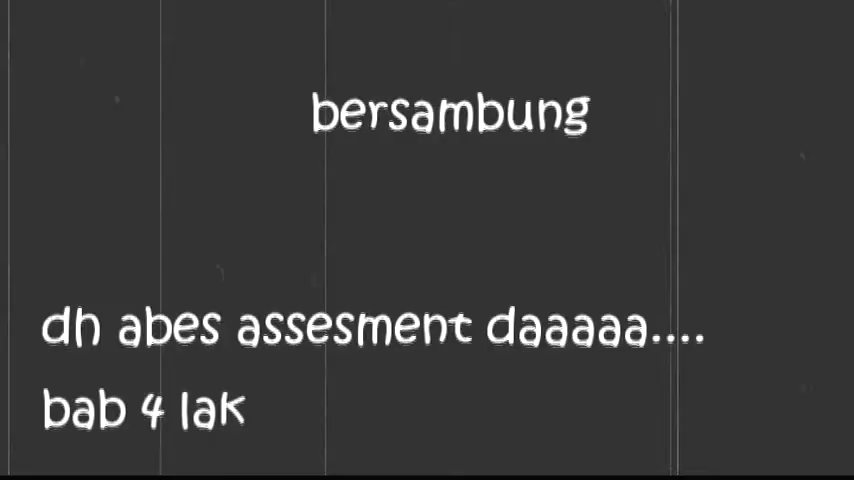 bersambung
dh abes assesment daaaaa....
bab 4 lak